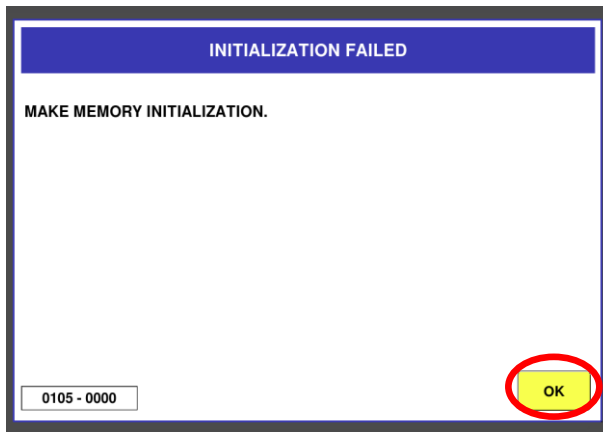 INITIALIZATION FAILED
MAKE MEMORY INITIALIZATION.
0105 - 0000
OK